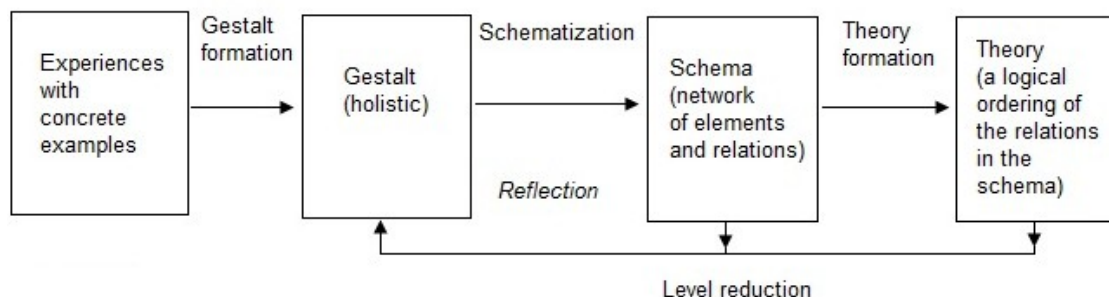 Experiences
with
concrete
examples
Gestalt
formation
Gestalt
(holistic)
Schematization
Reflection
Schema
(network
of elements
and relations)
Theory
formation
Theory
(a logical
ordering of
the relations
in the
schema)
Level reduction